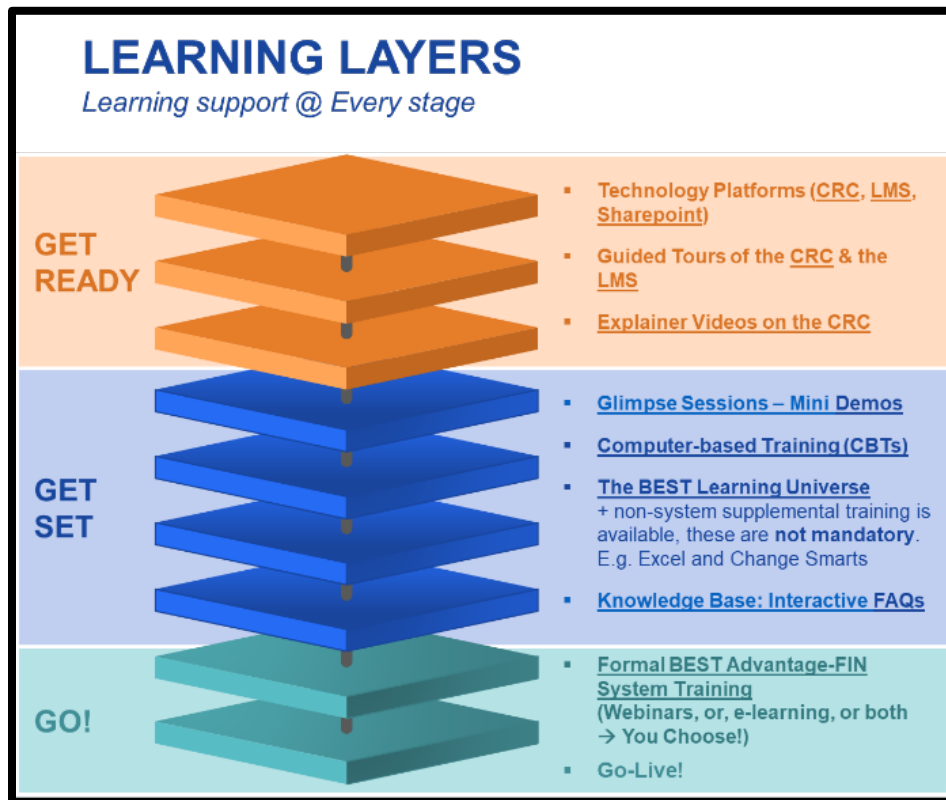 LEARNING LAYERS
Learning support @ Every stage
GET
READY
▪ Technology Platforms (CRC, LMS,
Sharepoint)
▪ Guided Tours of the CRC & the
LMS
▪ Explainer Videos on the CRC
GET
SET
▪ Glimpse Sessions – Mini Demos
▪ Computer-based Training (CBTs)
▪ The BEST Learning Universe
+ non-system supplemental training is
available, these are not mandatory.
E.g. Excel and Change Smarts
▪ Knowledge Base: Interactive FAQs
GO!
▪ Formal BEST Advantage-FIN
System Training
(Webinars, or, e-learning, or both
→ You Choose!)
▪ Go-Live!